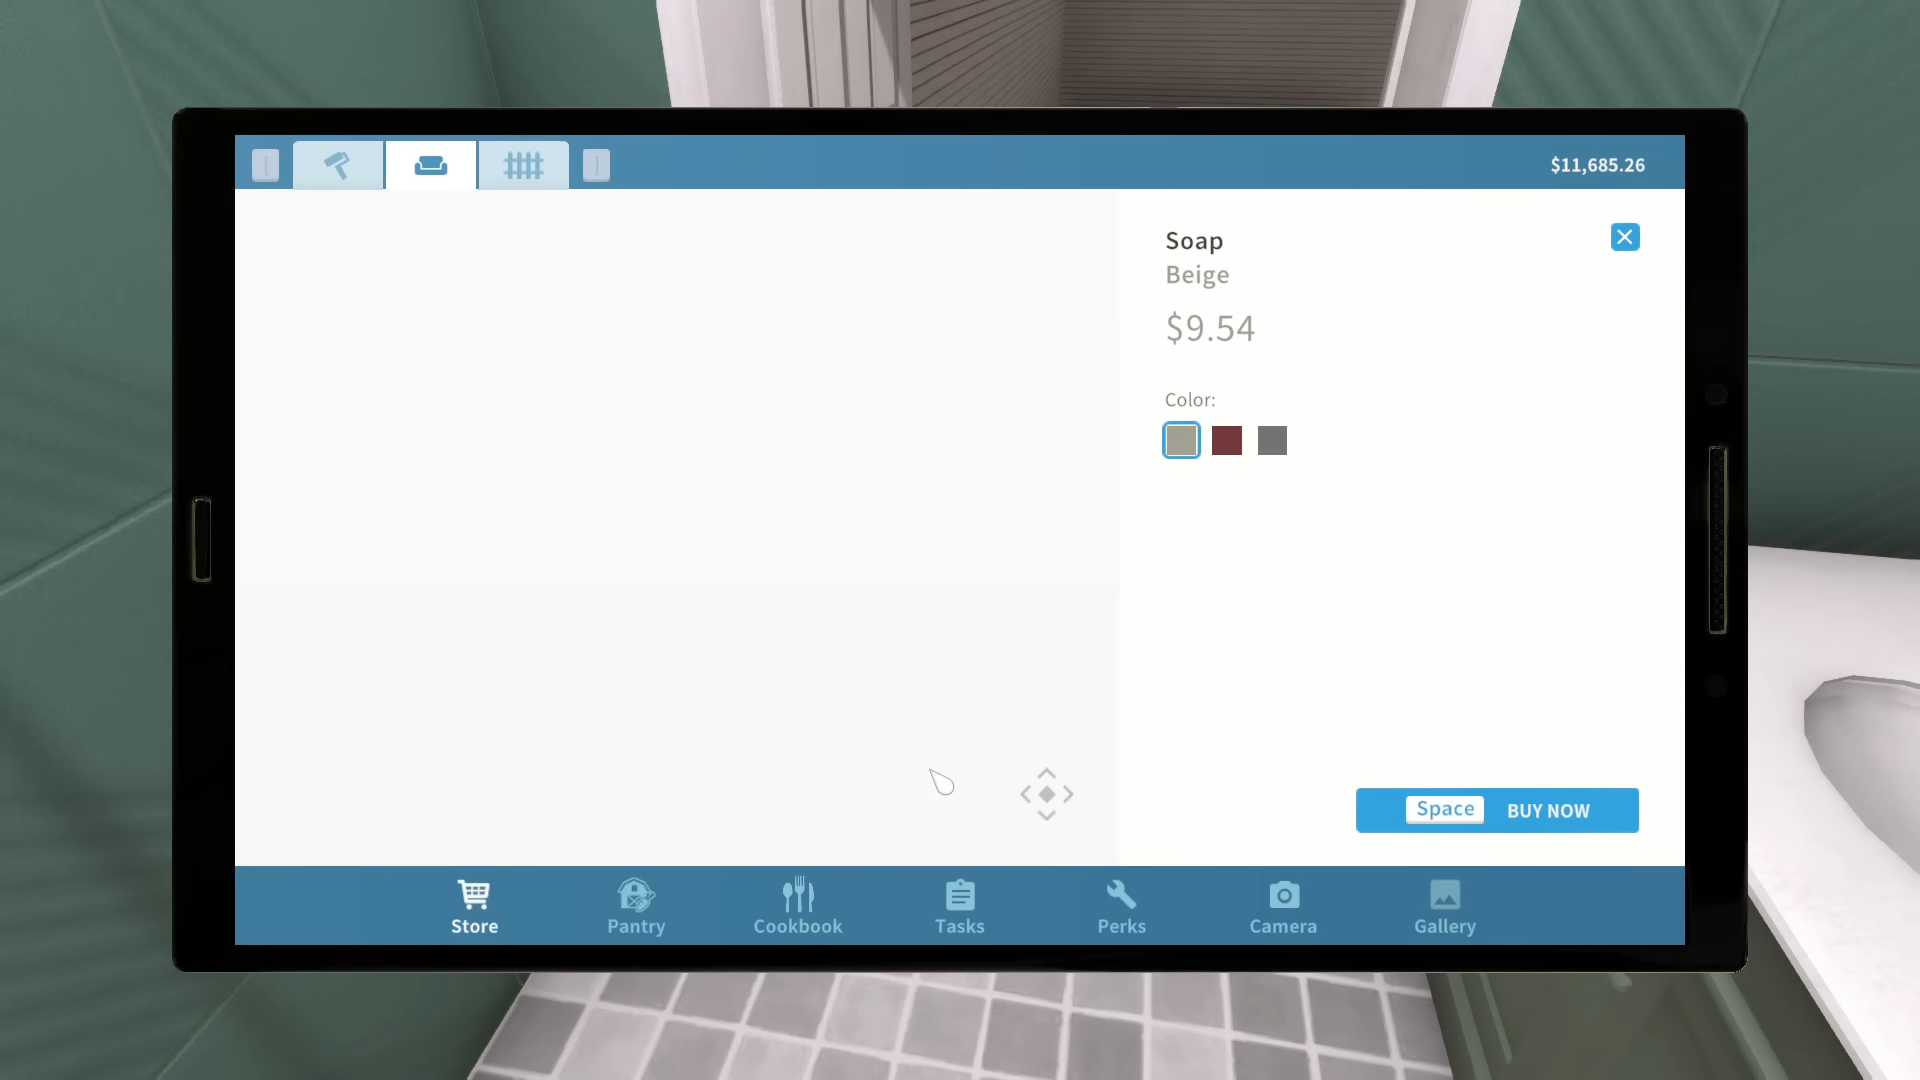 [
]
$11,685.26
Soap
Beige
$9.54
Color:
Space BUY NOW
Store
Pantry
Cookbook
Tasks
Perks
Camera
Gallery